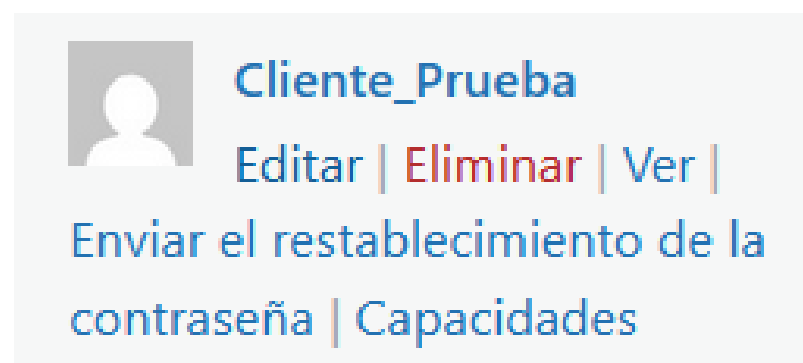 Cliente_Prueba
Editar | Eliminar | Ver |
Enviar el restablecimiento de la
contraseña | Capacidades